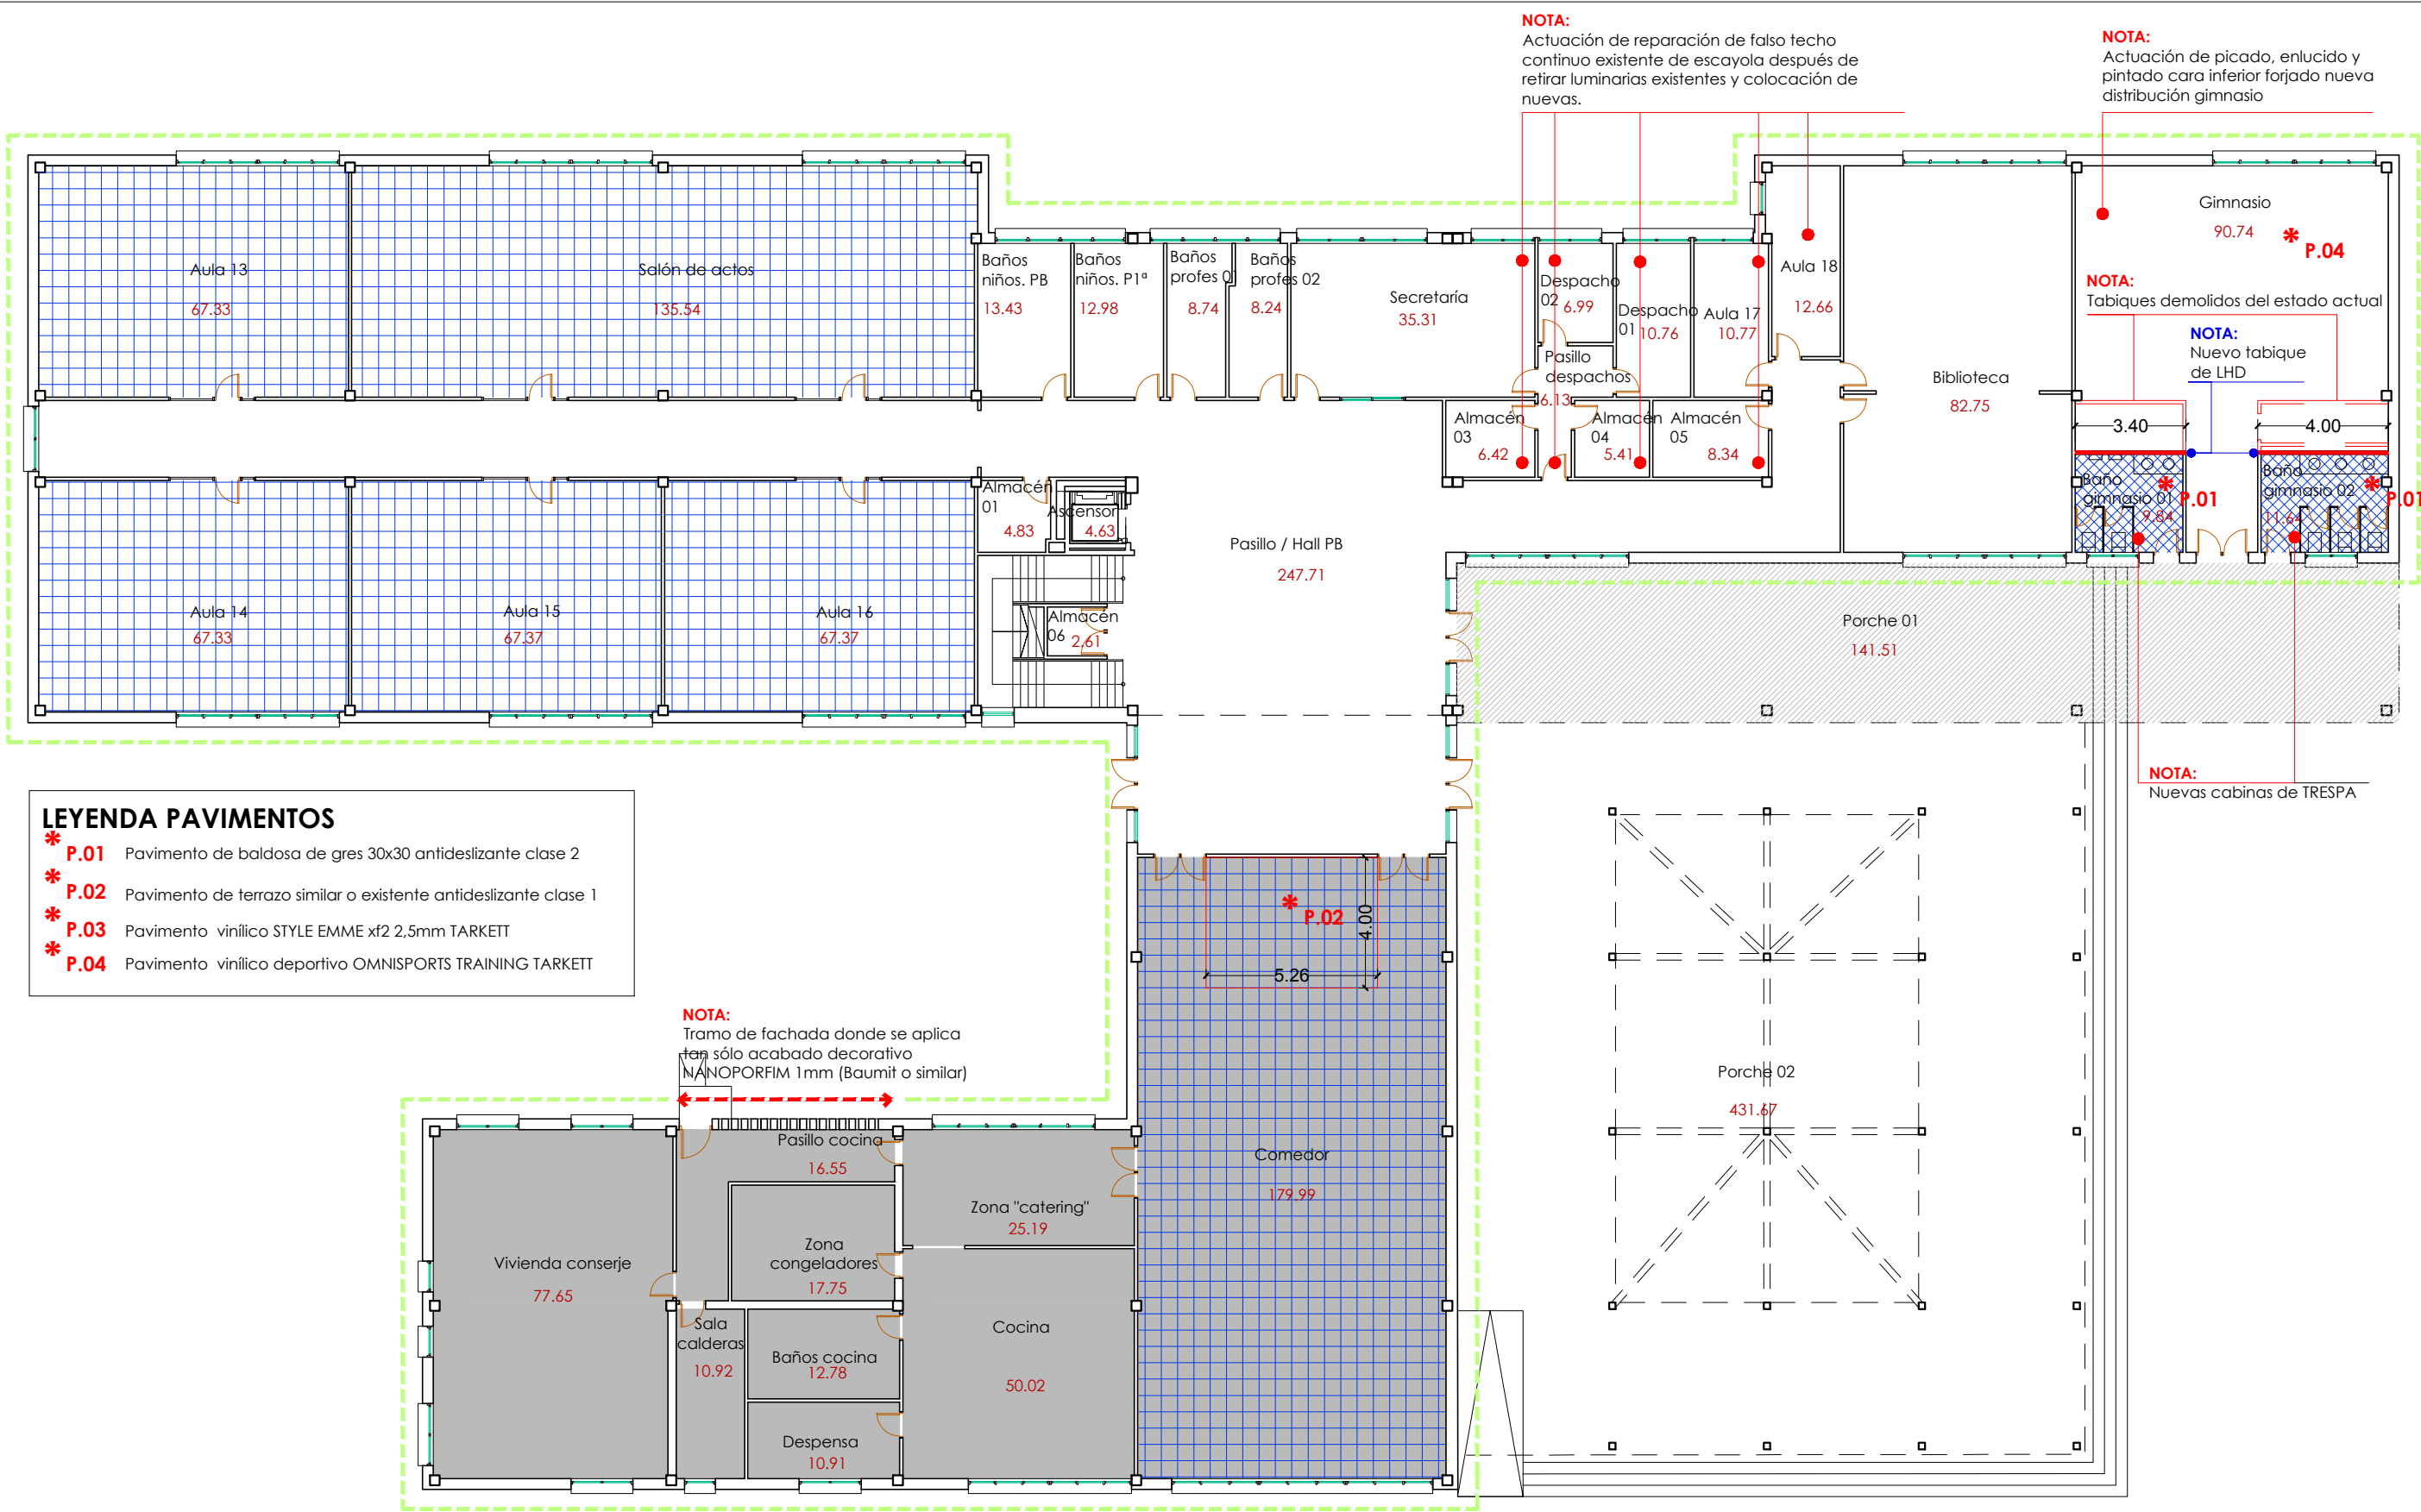 NOTA:
Actuación de reparación de falso techo
continuo existente de escayola después de
retirar luminarias existentes y colocación de
nuevas.
NOTA:
Actuación de picado, enlucido y
pintado cara inferior forjado nueva
distribución gimnasio
Aula 13
67.33
Salón de actos
135.54
Baños
niños. PB
13.43
Baños
niños. P1ª
12.98
Baños
profes 01
8.74
Baños
profes 02
8.24
Secretaría
35.31
Despacho
02
6.99
Despacho
01
10.76
Aula 17
10.77
Aula 18
12.66
Gimnasio
90.74
* P.04
NOTA:
Tabiques demolidos del estado actual
NOTA:
Nuevo tabique
de LHD
Pasillo
despachos
6.13
Biblioteca
82.75
Almacén
03
6.42
Almacén
04
5.41
Almacén
05
8.34
3.40
4.00
Baño
gimnasio 01
9.84
* P.01
Baño
gimnasio 02
11.64
* P.01
Almacén
01
4.83
Ascensor
4.63
Pasillo / Hall PB
247.71
Aula 14
67.33
Aula 15
67.37
Aula 16
67.37
Almacén
06
2.61
Porche 01
141.51
NOTA:
Nuevas cabinas de TRESPA
LEYENDA PAVIMENTOS
* P.01 Pavimento de baldosa de gres 30x30 antideslizante clase 2
* P.02 Pavimento de terrazo similar o existente antideslizante clase 1
* P.03 Pavimento vinílico STYLE EMME xf2 2,5mm TARKETT
* P.04 Pavimento vinílico deportivo OMNISPORTS TRAINING TARKETT
* P.02
4.00
5.26
NOTA:
Tramo de fachada donde se aplica
tan sólo acabado decorativo
NANOPORFIM 1mm (Baumit o similar)
Porche 02
431.67
Pasillo cocina
16.55
Comedor
179.99
Zona "catering"
25.19
Zona
congeladores
17.75
Vivienda conserje
77.65
Sala
calderas
10.92
Baños cocina
12.78
Cocina
50.02
Despensa
10.91